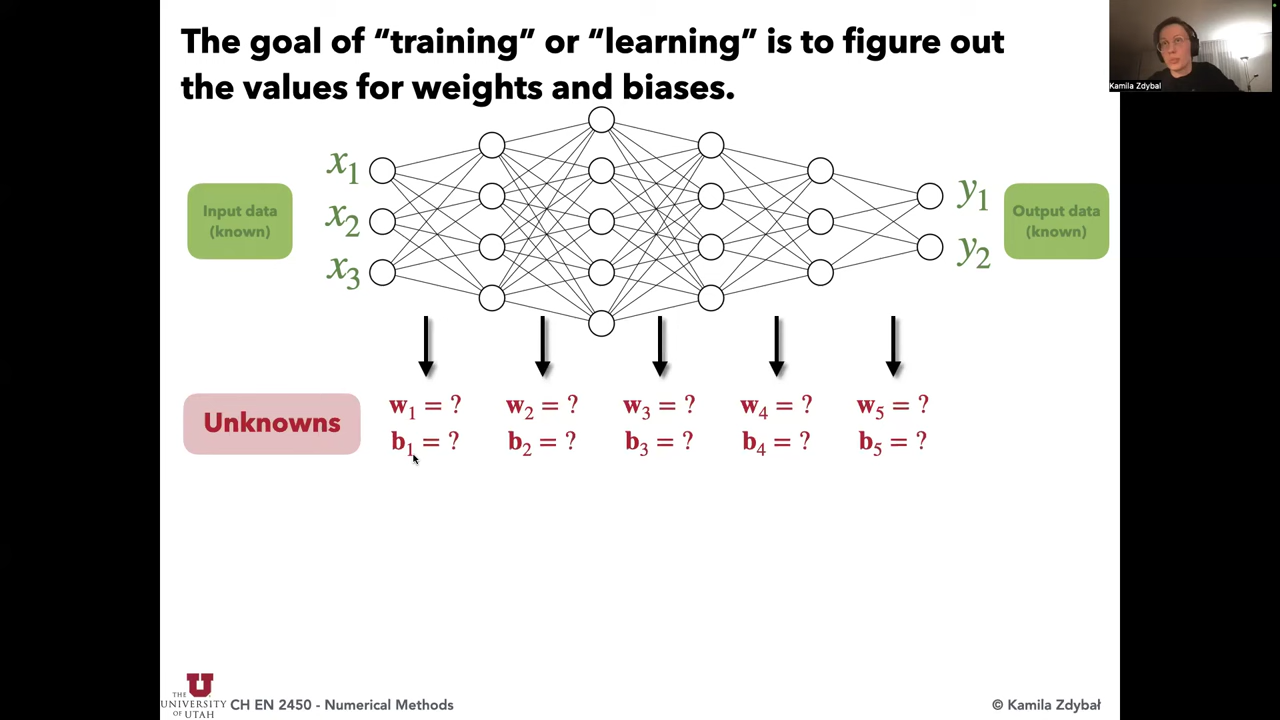 The goal of “training” or “learning” is to figure out
the values for weights and biases.
Kamila Zdybał
Input data
(known)
x1
x2
x3
y1
y2
Output data
(known)
Unknowns
w1 = ?
b1 = ?
w2 = ?
b2 = ?
w3 = ?
b3 = ?
w4 = ?
b4 = ?
w5 = ?
b5 = ?
THE
U
UNIVERSITY
OF UTAH
CH EN 2450 - Numerical Methods
© Kamila Zdybał